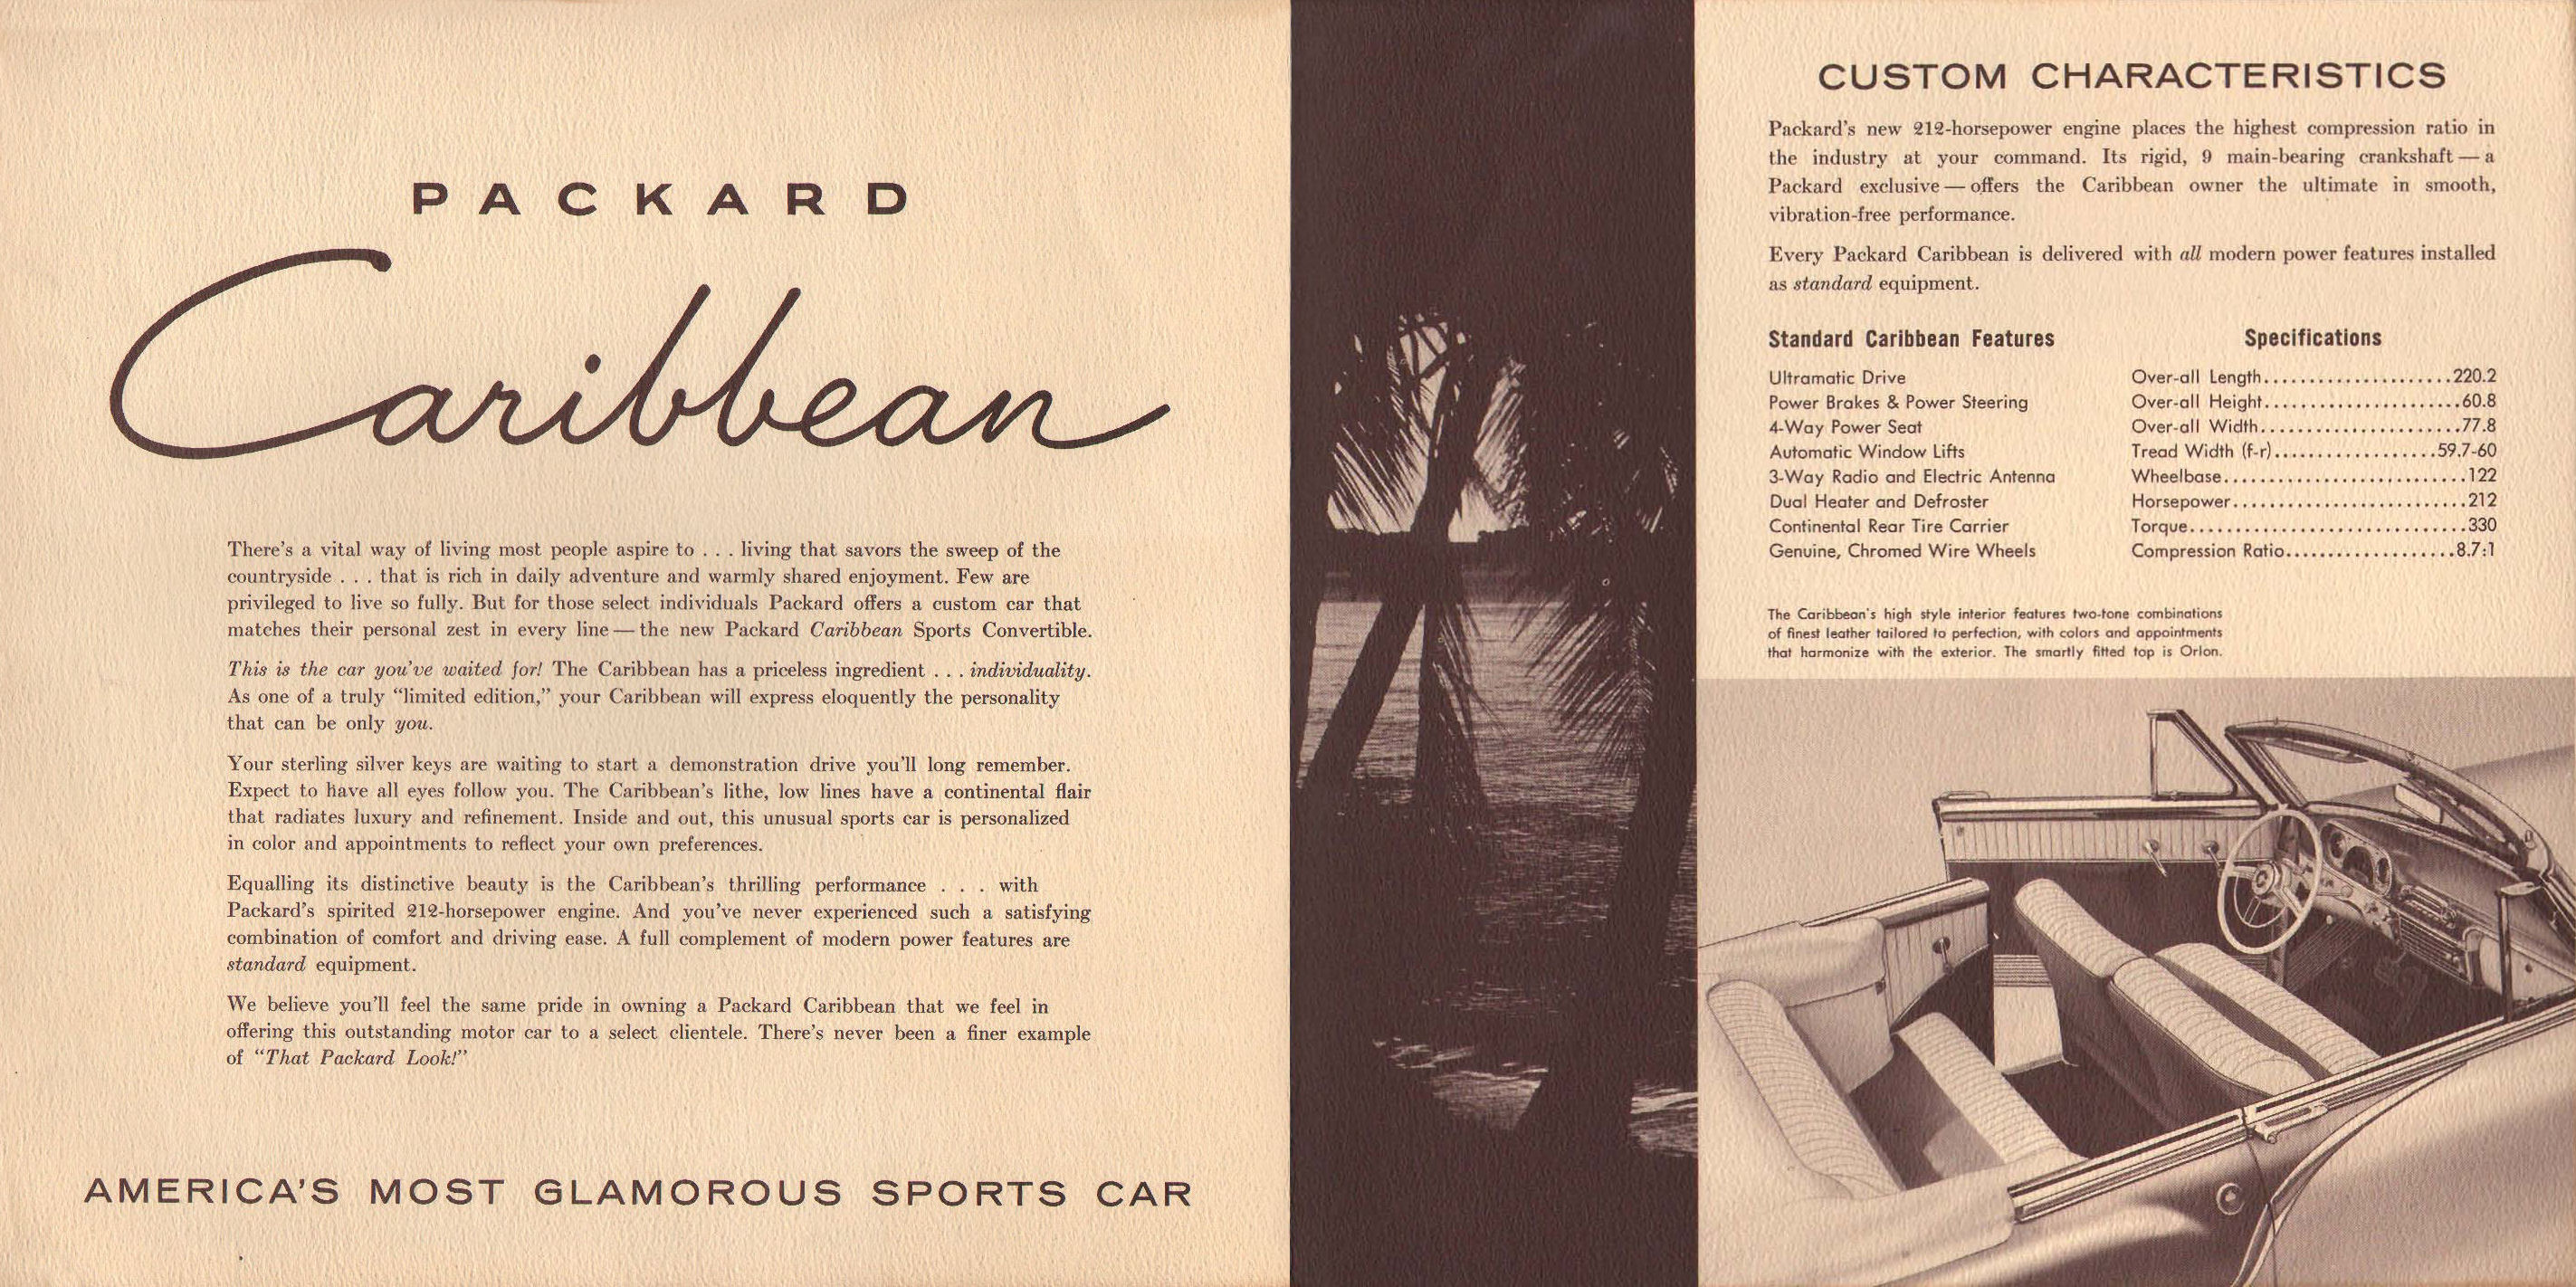 PACKARD
Caribbean
There's a vital way of living most people aspire to . . . living that savors the sweep of the
countryside . . . that is rich in daily adventure and warmly shared enjoyment. Few are
privileged to live so fully. But for those select individuals Packard offers a custom car that
matches their personal zest in every line — the new Packard Caribbean Sports Convertible.
This is the car you've waited for! The Caribbean has a priceless ingredient . . . individuality.
As one of a truly “limited edition,” your Caribbean will express eloquently the personality
that can be only you.
Your sterling silver keys are waiting to start a demonstration drive you'll long remember.
Expect to have all eyes follow you. The Caribbean's lithe, low lines have a continental flair
that radiates luxury and refinement. Inside and out, this unusual sports car is personalized
in color and appointments to reflect your own preferences.
Equalling its distinctive beauty is the Caribbean's thrilling performance . . . with
Packard's spirited 212-horsepower engine. And you've never experienced such a satisfying
combination of comfort and driving ease. A full complement of modern power features are
standard equipment.
We believe you'll feel the same pride in owning a Packard Caribbean that we feel in
offering this outstanding motor car to a select clientele. There's never been a finer example
of “That Packard Look!”
AMERICA'S MOST GLAMOROUS SPORTS CAR
CUSTOM CHARACTERISTICS
Packard's new 212-horsepower engine places the highest compression ratio in
the industry at your command. Its rigid, 9 main-bearing crankshaft — a
Packard exclusive — offers the Caribbean owner the ultimate in smooth,
vibration-free performance.
Every Packard Caribbean is delivered with all modern power features installed
as standard equipment.
Standard Caribbean Features
Ultramatic Drive
Power Brakes & Power Steering
4-Way Power Seat
Automatic Window Lifts
3-Way Radio and Electric Antenna
Dual Heater and Defroster
Continental Rear Tire Carrier
Genuine, Chromed Wire Wheels
Specifications
Over-all Length.....................220.2
Over-all Height......................60.8
Over-all Width......................77.8
Tread Width (f-r)..................59.7-60
Wheelbase...........................122
Horsepower..........................212
Torque..............................330
Compression Ratio...................8.7:1
The Caribbean's high style interior features two-tone combinations
of finest leather tailored to perfection, with colors and appointments
that harmonize with the exterior. The smartly fitted top is Orlon.